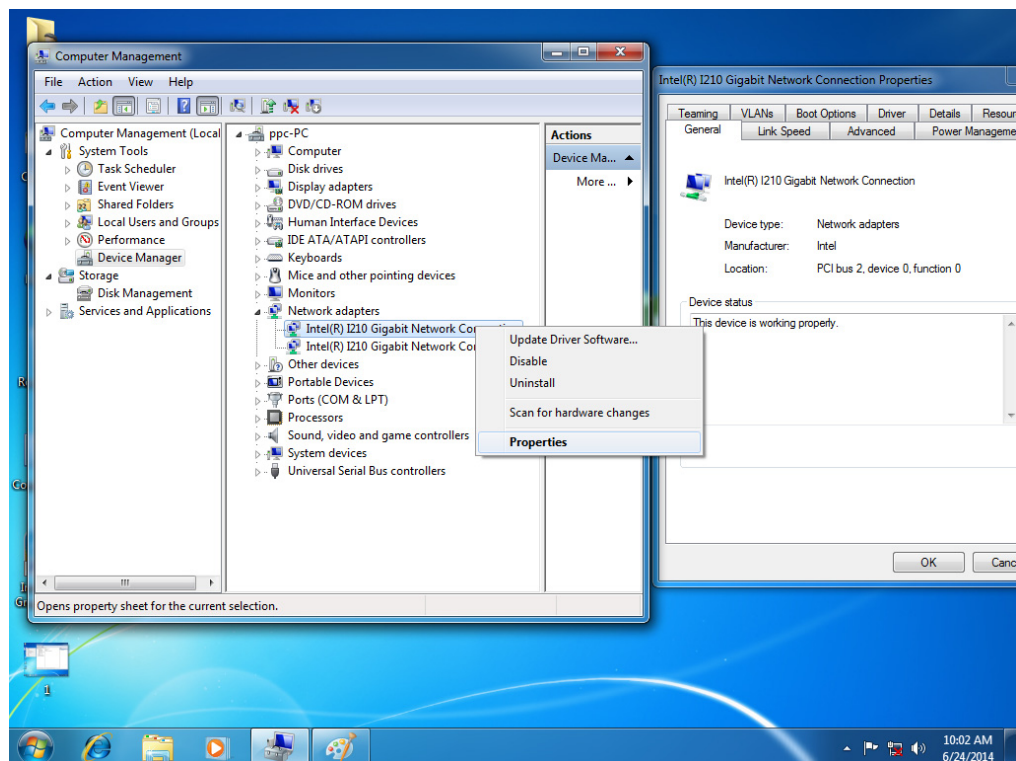 Computer Management
File Action View Help
Computer Management (Local
System Tools
Task Scheduler
Event Viewer
Shared Folders
Local Users and Groups
Performance
Device Manager
Storage
Disk Management
Services and Applications
ppc-PC
Computer
Disk drives
Display adapters
DVD/CD-ROM drives
Human Interface Devices
IDE ATA/ATAPI controllers
Keyboards
Mice and other pointing devices
Monitors
Network adapters
Intel(R) I210 Gigabit Network Connection
Intel(R) I210 Gigabit Network Co
Other devices
Portable Devices
Ports (COM & LPT)
Processors
Sound, video and game controllers
System devices
Universal Serial Bus controllers
Actions
Device Ma...
More ...
Update Driver Software...
Disable
Uninstall
Scan for hardware changes
Properties
Opens property sheet for the current selection.
Intel(R) I210 Gigabit Network Connection Properties
Teaming VLANs Boot Options Driver Details Resour
General Link Speed Advanced Power Manageme
Intel(R) I210 Gigabit Network Connection
Device type: Network adapters
Manufacturer: Intel
Location: PCI bus 2, device 0, function 0
Device status
This device is working properly.
OK Canc
1
10:02 AM
6/24/2014